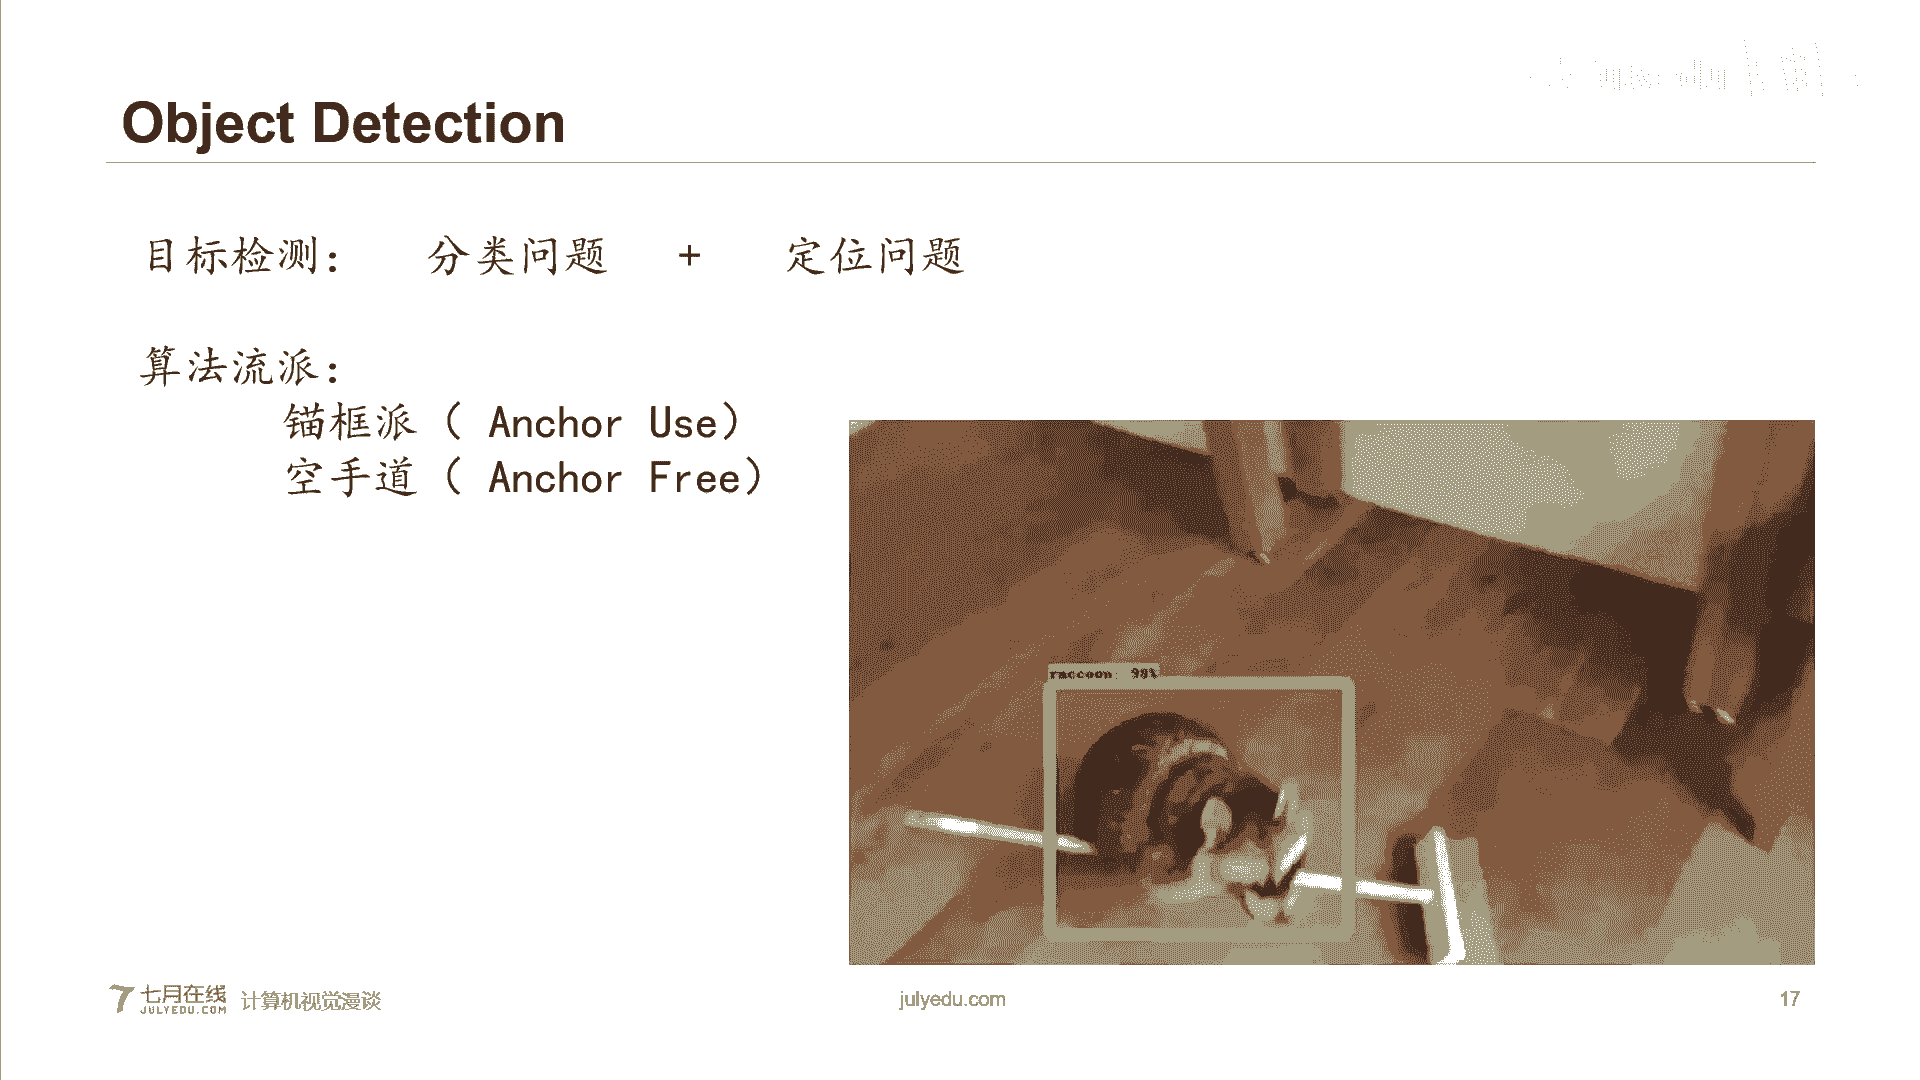 Object Detection
目标检测： 分类问题 + 定位问题
算法流派：
锚框派（ Anchor Use）
空手道（ Anchor Free）
raccoon: 98%
七月在线
JULYEDU.COM
计算机视觉漫谈
julyedu.com
17